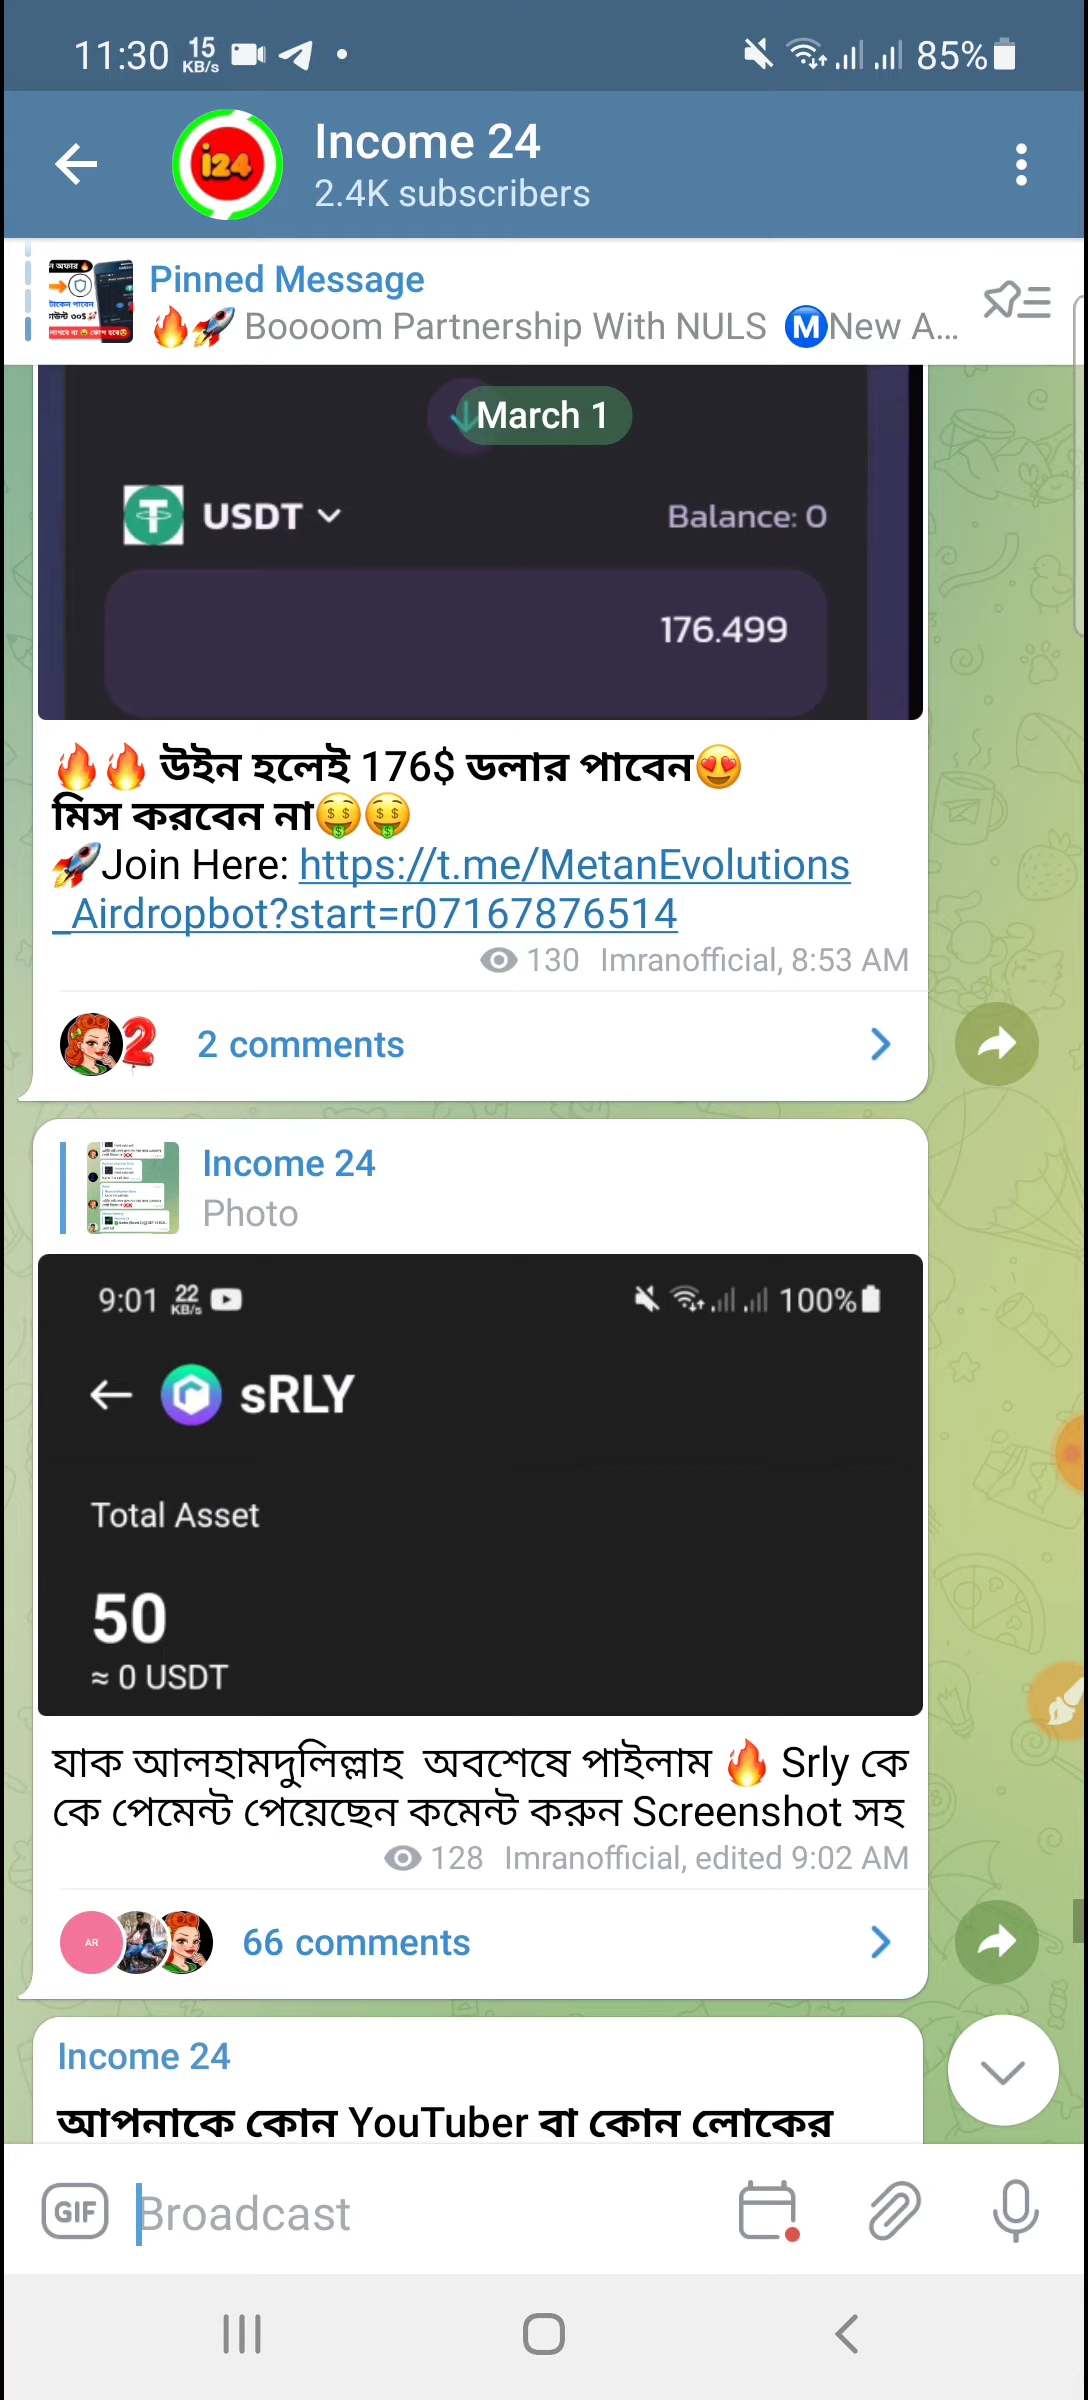 11:30 15 KB/s 85%
i24
Income 24
2.4K subscribers
Pinned Message
🔥🚀 Boooom Partnership With NULS Ⓜ️New A...
March 1
USDT
Balance: 0
176.499
🔥🔥 উইন হলেই 176$ ডলার পাবেন😍
মিস করবেন না🤑🤑
🚀Join Here: https://t.me/MetanEvolutions
_Airdropbot?start=r07167876514
130 Imranofficial, 8:53 AM
2 comments
Income 24
Photo
9:01 22 KB/s 100%
sRLY
Total Asset
50
≈ 0 USDT
যাক আলহামদুলিল্লাহ অবশেষে পাইলাম 🔥 Srly কে
কে পেমেন্ট পেয়েছেন কমেন্ট করুন Screenshot সহ
128 Imranofficial, edited 9:02 AM
AR
66 comments
Income 24
আপনাকে কোন YouTuber বা কোন লোকের
GIF Broadcast